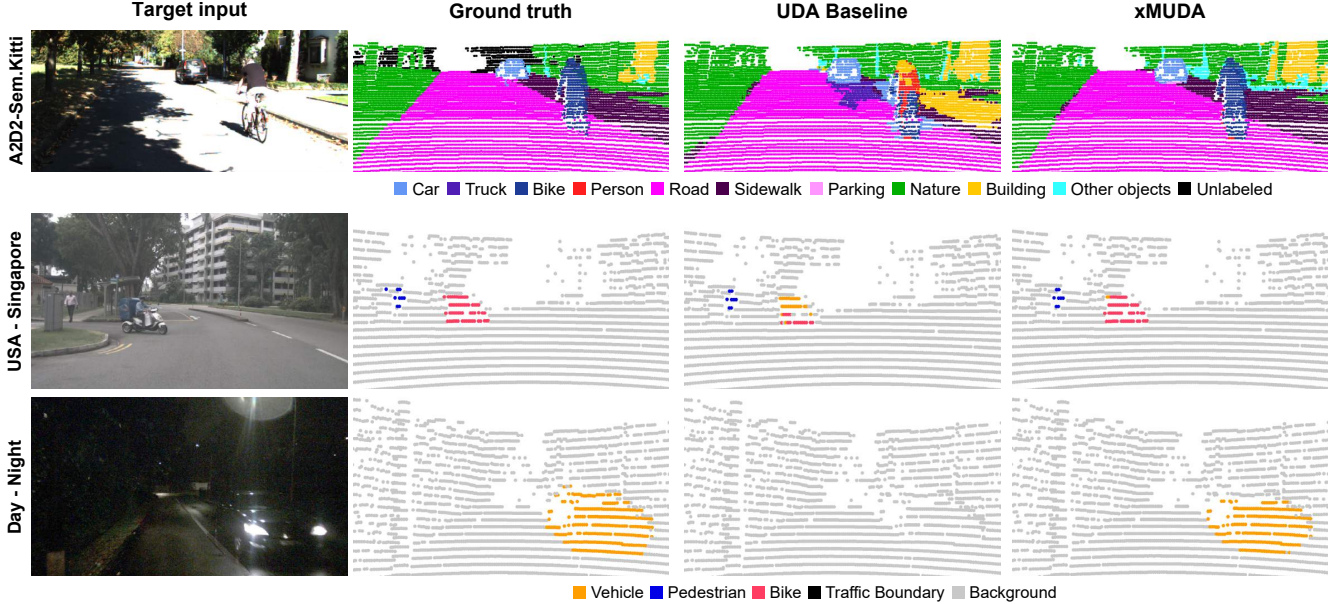 Target input Ground truth UDA Baseline xMUDA
A2D2-Sem.Kitti
Car Truck Bike Person Road Sidewalk Parking Nature Building Other objects Unlabeled
USA - Singapore
Day - Night
Vehicle Pedestrian Bike Traffic Boundary Background